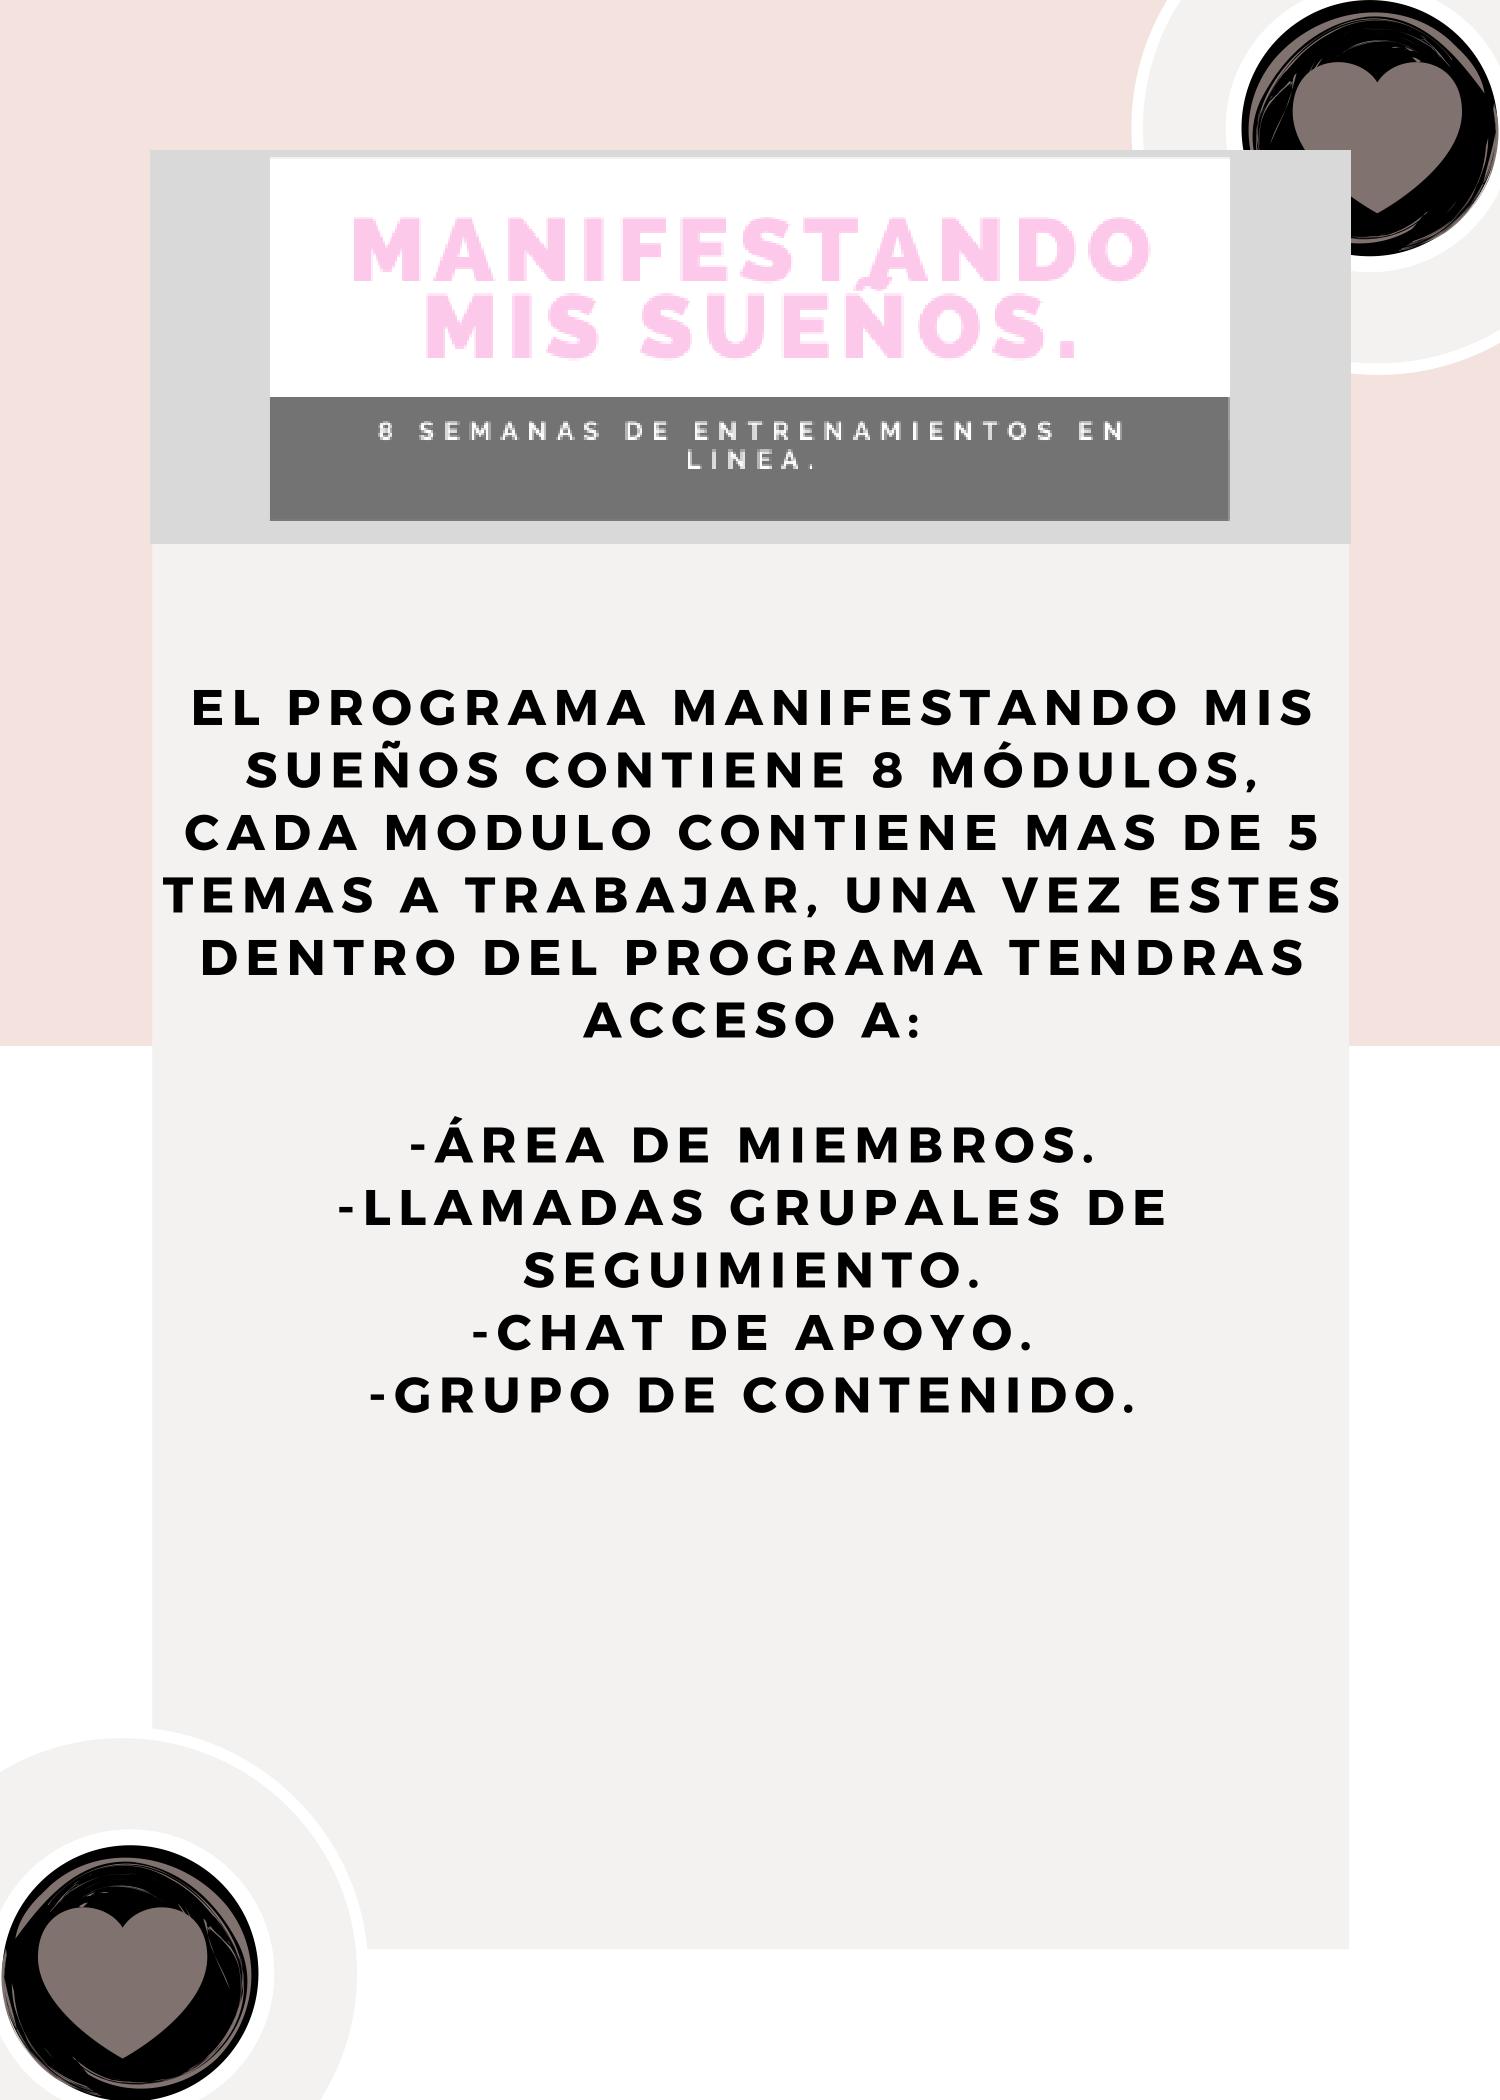 MANIFESTANDO
MIS SUEÑOS.
8 SEMANAS DE ENTRENAMIENTOS EN
LINEA.
EL PROGRAMA MANIFESTANDO MIS
SUEÑOS CONTIENE 8 MÓDULOS,
CADA MODULO CONTIENE MAS DE 5
TEMAS A TRABAJAR, UNA VEZ ESTES
DENTRO DEL PROGRAMA TENDRAS
ACCESO A:
-ÁREA DE MIEMBROS.
-LLAMADAS GRUPALES DE
SEGUIMIENTO.
-CHAT DE APOYO.
-GRUPO DE CONTENIDO.